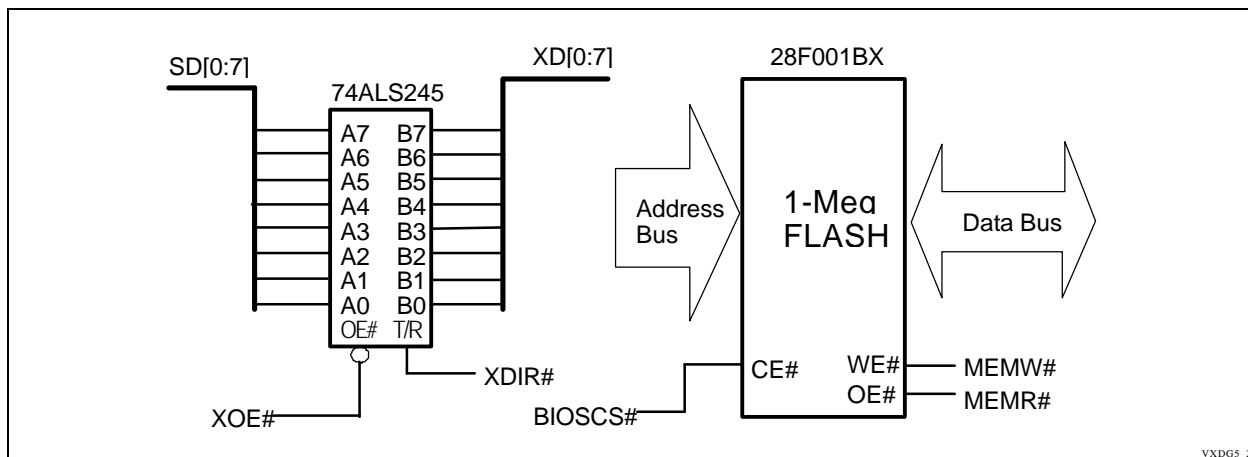 SD[0:7]
XD[0:7]
74ALS245
A7 B7
A6 B6
A5 B5
A4 B4
A3 B3
A2 B2
A1 B1
A0 B0
OE# T/R
XDIR#
XOE#
28F001BX
Address
Bus
1-Meg
FLASH
Data Bus
CE#
WE#
OE#
MEMW#
MEMR#
BIOSCS#